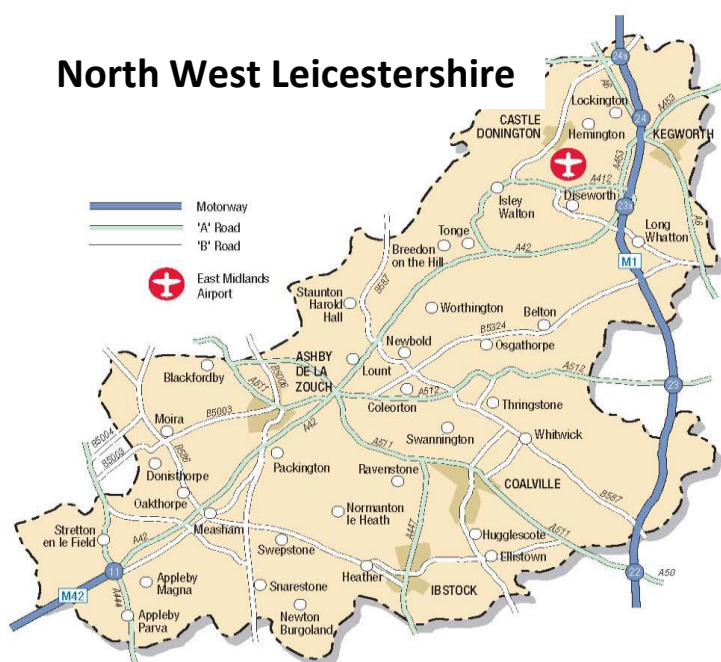 North West Leicestershire
Motorway
'A' Road
'B' Road
East Midlands
Airport
24a
A6
Lockington
A453
CASTLE
DONINGTON
Hemington
24
KEGWORTH
A453
A412
Isley
Walton
Diseworth
23a
A6
Tonge
Breedon
on the Hill
A42
Long
Whatton
M1
B587
Staunton
Harold
Hall
Worthington
Belton
B5324
Newbold
Osgathorpe
ASHBY
DE LA
ZOUCH
Lount
Blackfordby
A511
B5006
A512
A512
Coleorton
Thringstone
23
B5003
Moira
A42
Swannington
Whitwick
B5004
B5003
B586
A511
Packington
Ravenstone
Donisthorpe
COALVILLE
B587
Oakthorpe
Normanton
le Heath
Measham
A447
Stretton
en le Field
A42
Hugglescote
A511
Swepstone
Ellistown
11
Heather
22
A50
M42
Appleby
Magna
Snarestone
IBSTOCK
A444
Newton
Burgoland
Appleby
Parva